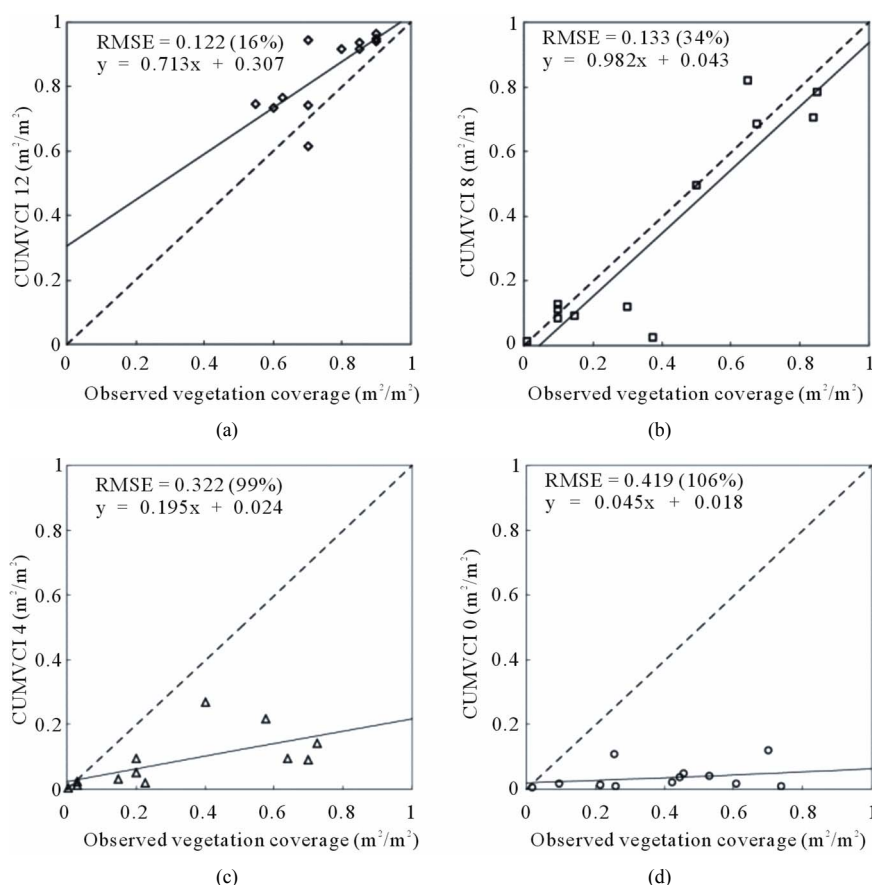 RMSE = 0.122 (16%)
y = 0.713x + 0.307
CUMVCI 12 (m²/m²)
1
0.8
0.6
0.4
0.2
0
0 0.2 0.4 0.6 0.8 1
Observed vegetation coverage (m²/m²)
(a)
RMSE = 0.133 (34%)
y = 0.982x + 0.043
CUMVCI 8 (m²/m²)
1
0.8
0.6
0.4
0.2
0
0 0.2 0.4 0.6 0.8 1
Observed vegetation coverage (m²/m²)
(b)
RMSE = 0.322 (99%)
y = 0.195x + 0.024
CUMVCI 4 (m²/m²)
1
0.8
0.6
0.4
0.2
0
0 0.2 0.4 0.6 0.8 1
Observed vegetation coverage (m²/m²)
(c)
RMSE = 0.419 (106%)
y = 0.045x + 0.018
CUMVCI 0 (m²/m²)
1
0.8
0.6
0.4
0.2
0
0 0.2 0.4 0.6 0.8 1
Observed vegetation coverage (m²/m²)
(d)